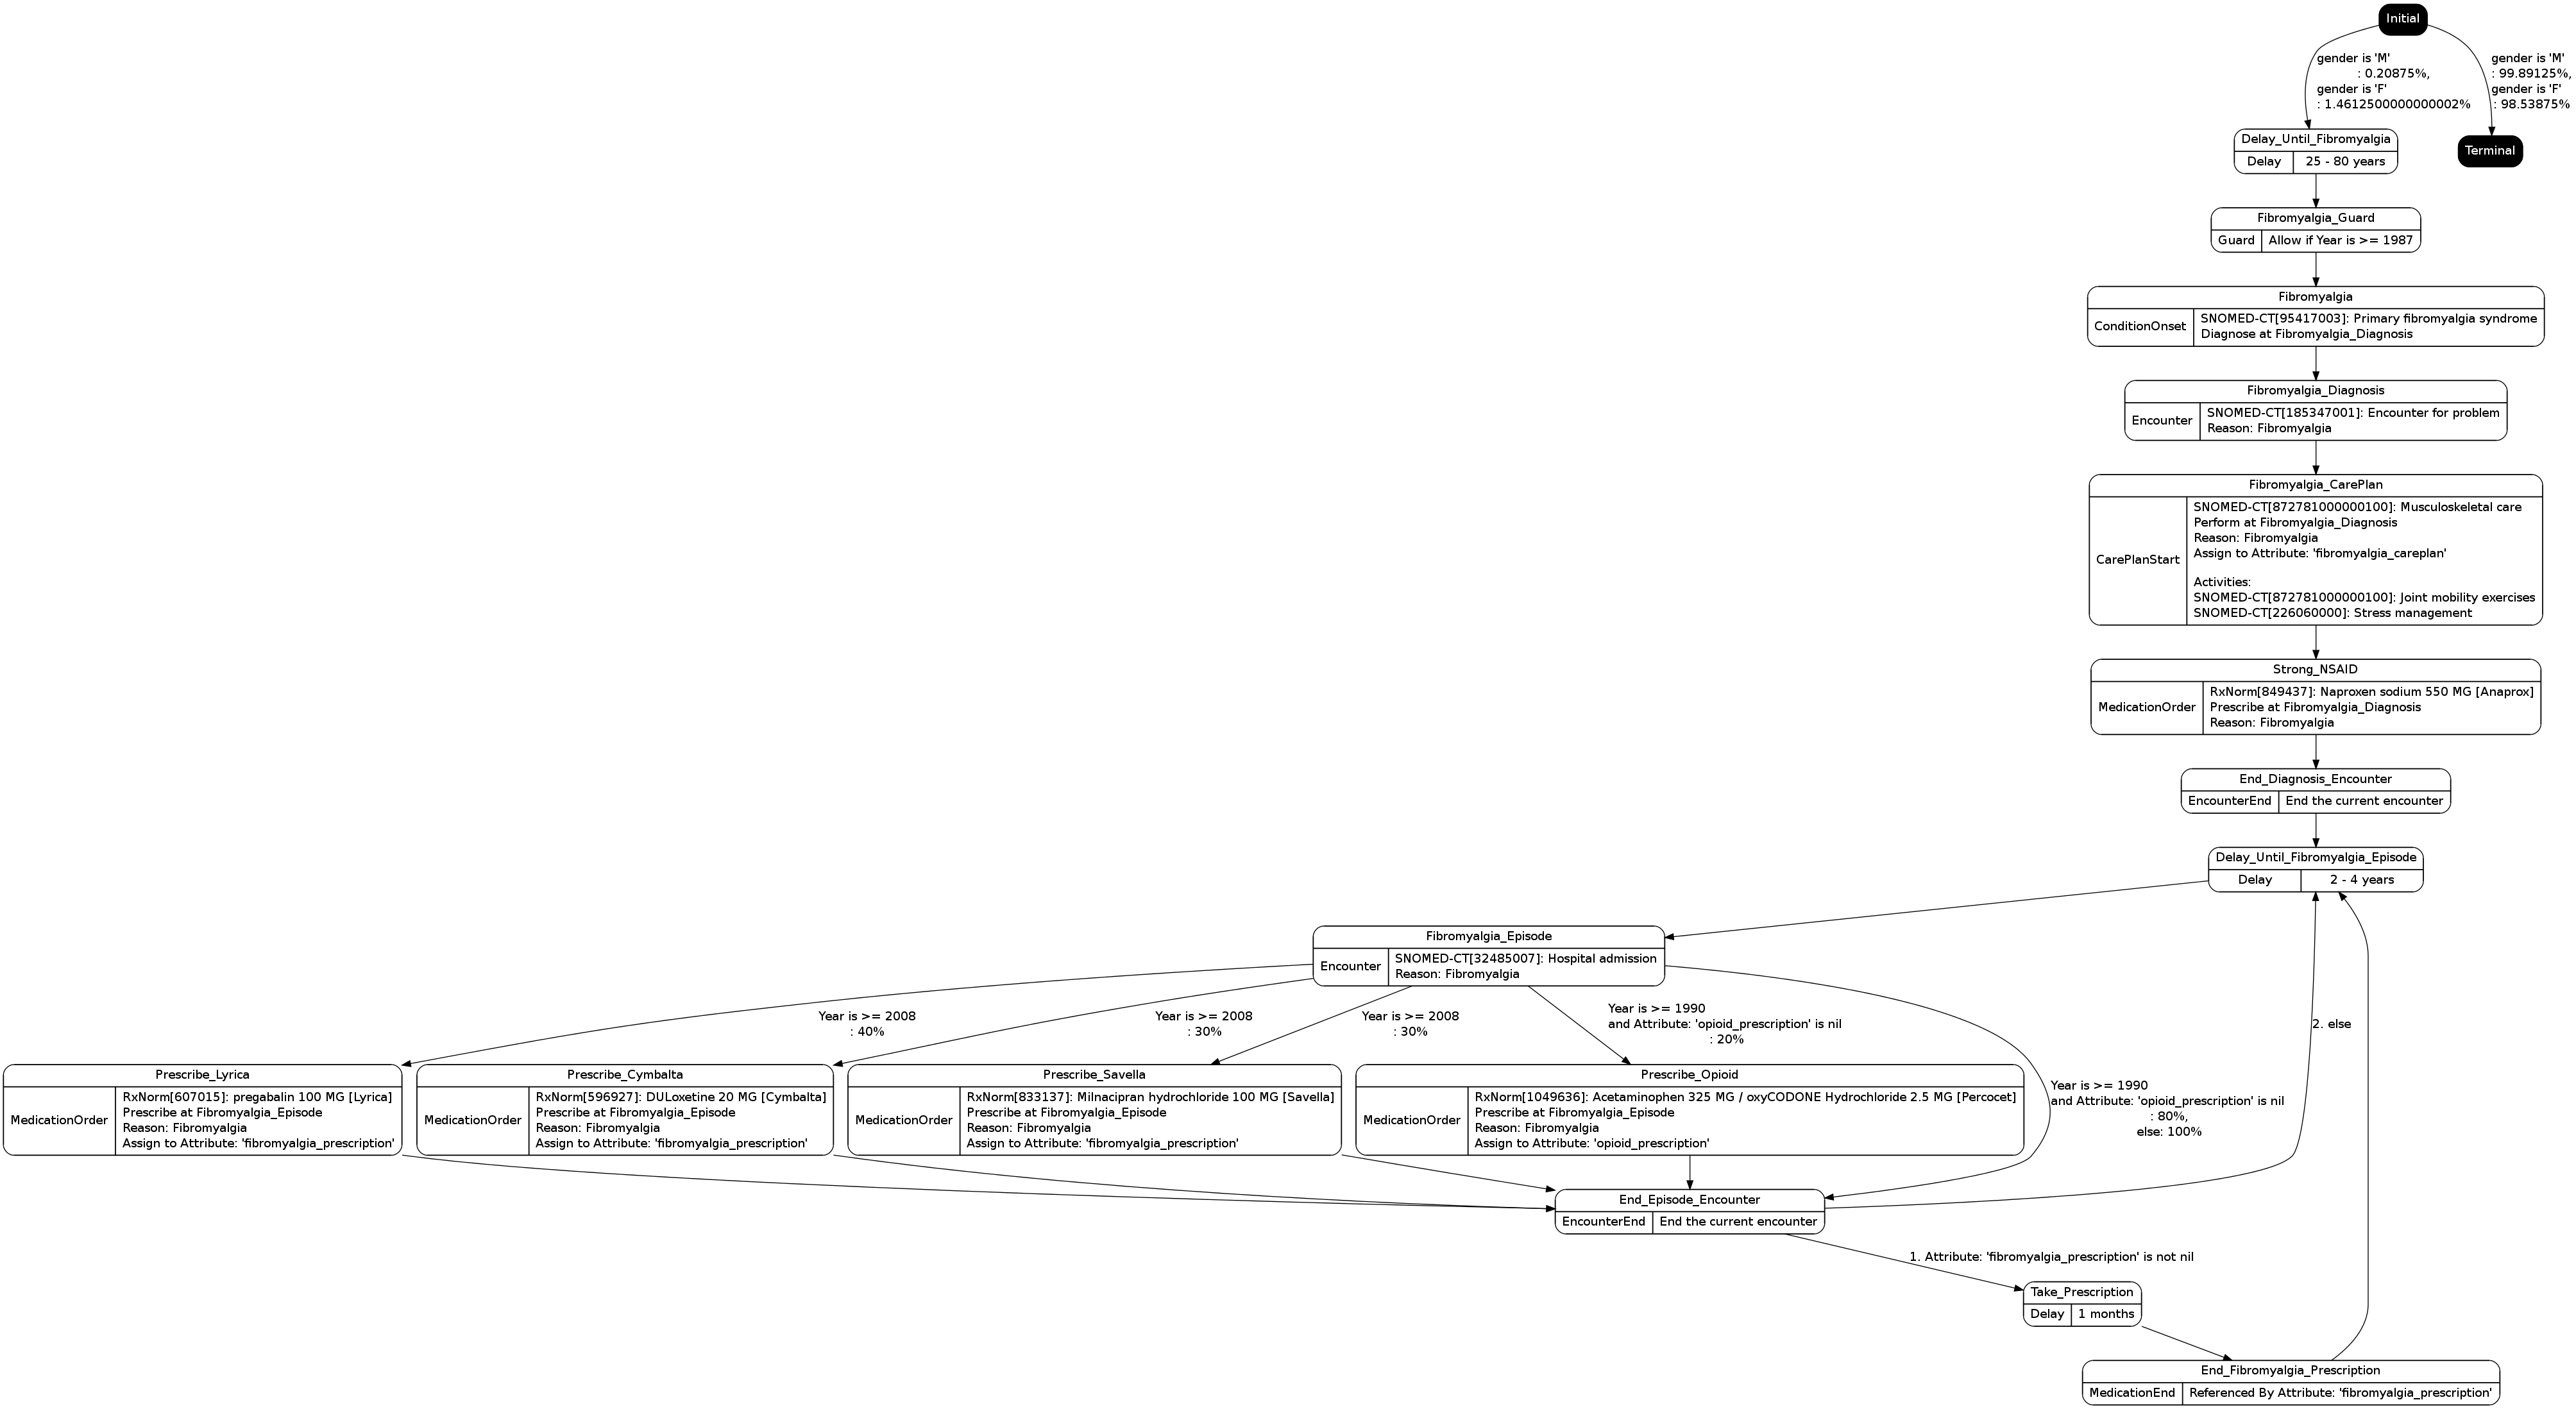 Initial
gender is 'M'
: 0.20875%,
gender is 'F'
: 1.4612500000000002%
gender is 'M'
: 99.89125%,
gender is 'F'
: 98.53875%
Delay_Until_Fibromyalgia
Delay
25 - 80 years
Terminal
Fibromyalgia_Guard
Guard
Allow if Year is >= 1987
Fibromyalgia
ConditionOnset
SNOMED-CT[95417003]: Primary fibromyalgia syndrome
Diagnose at Fibromyalgia_Diagnosis
Fibromyalgia_Diagnosis
Encounter
SNOMED-CT[185347001]: Encounter for problem
Reason: Fibromyalgia
Fibromyalgia_CarePlan
CarePlanStart
SNOMED-CT[872781000000100]: Musculoskeletal care
Perform at Fibromyalgia_Diagnosis
Reason: Fibromyalgia
Assign to Attribute: 'fibromyalgia_careplan'
Activities:
SNOMED-CT[872781000000100]: Joint mobility exercises
SNOMED-CT[226060000]: Stress management
Strong_NSAID
MedicationOrder
RxNorm[849437]: Naproxen sodium 550 MG [Anaprox]
Prescribe at Fibromyalgia_Diagnosis
Reason: Fibromyalgia
End_Diagnosis_Encounter
EncounterEnd
End the current encounter
Delay_Until_Fibromyalgia_Episode
Delay
2 - 4 years
Fibromyalgia_Episode
Encounter
SNOMED-CT[32485007]: Hospital admission
Reason: Fibromyalgia
Year is >= 2008
: 40%
Year is >= 2008
: 30%
Year is >= 2008
: 30%
Year is >= 1990
and Attribute: 'opioid_prescription' is nil
: 20%
2. else
Year is >= 1990
and Attribute: 'opioid_prescription' is nil
: 80%,
else: 100%
Prescribe_Lyrica
MedicationOrder
RxNorm[607015]: pregabalin 100 MG [Lyrica]
Prescribe at Fibromyalgia_Episode
Reason: Fibromyalgia
Assign to Attribute: 'fibromyalgia_prescription'
Prescribe_Cymbalta
MedicationOrder
RxNorm[596927]: DULoxetine 20 MG [Cymbalta]
Prescribe at Fibromyalgia_Episode
Reason: Fibromyalgia
Assign to Attribute: 'fibromyalgia_prescription'
Prescribe_Savella
MedicationOrder
RxNorm[833137]: Milnacipran hydrochloride 100 MG [Savella]
Prescribe at Fibromyalgia_Episode
Reason: Fibromyalgia
Assign to Attribute: 'fibromyalgia_prescription'
Prescribe_Opioid
MedicationOrder
RxNorm[1049636]: Acetaminophen 325 MG / oxyCODONE Hydrochloride 2.5 MG [Percocet]
Prescribe at Fibromyalgia_Episode
Reason: Fibromyalgia
Assign to Attribute: 'opioid_prescription'
End_Episode_Encounter
EncounterEnd
End the current encounter
1. Attribute: 'fibromyalgia_prescription' is not nil
Take_Prescription
Delay
1 months
End_Fibromyalgia_Prescription
MedicationEnd
Referenced By Attribute: 'fibromyalgia_prescription'